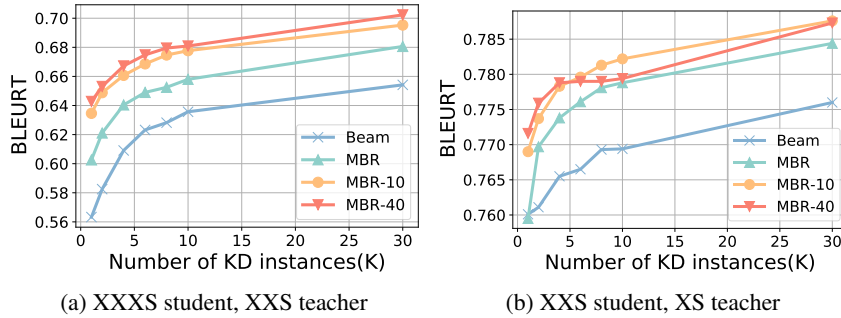 0.70
0.68
0.66
0.64
0.62
0.60
0.58
0.56
BLEURT
0 5 10 15 20 25 30
Number of KD instances(K)
Beam
MBR
MBR-10
MBR-40
(a) XXXS student, XXS teacher
0.785
0.780
0.775
0.770
0.765
0.760
BLEURT
0 5 10 15 20 25 30
Number of KD instances(K)
Beam
MBR
MBR-10
MBR-40
(b) XXS student, XS teacher